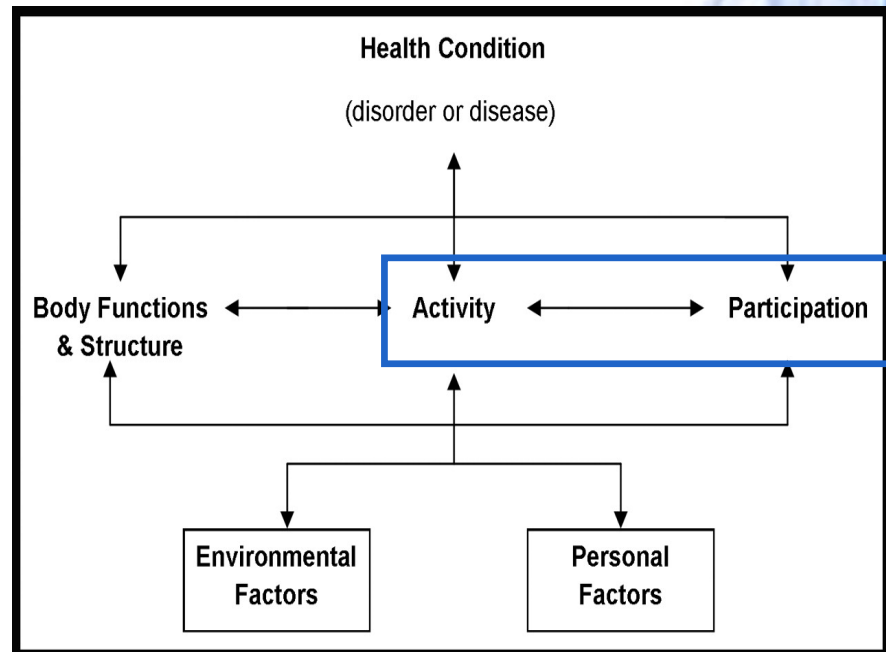 Health Condition
(disorder or disease)
Body Functions
& Structure
Activity
Participation
Environmental
Factors
Personal
Factors